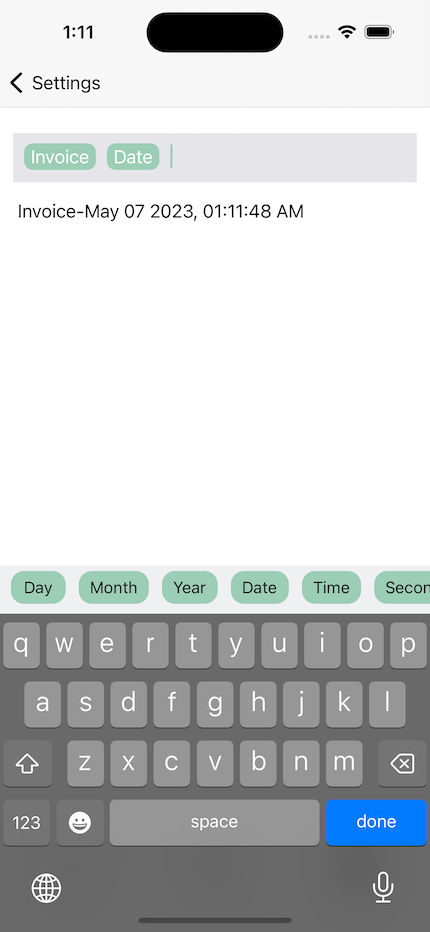 1:11
Settings
Invoice Date
Invoice-May 07 2023, 01:11:48 AM
Day Month Year Date Time Secon
q w e r t y u i o p
a s d f g h j k l
z x c v b n m
123 space done